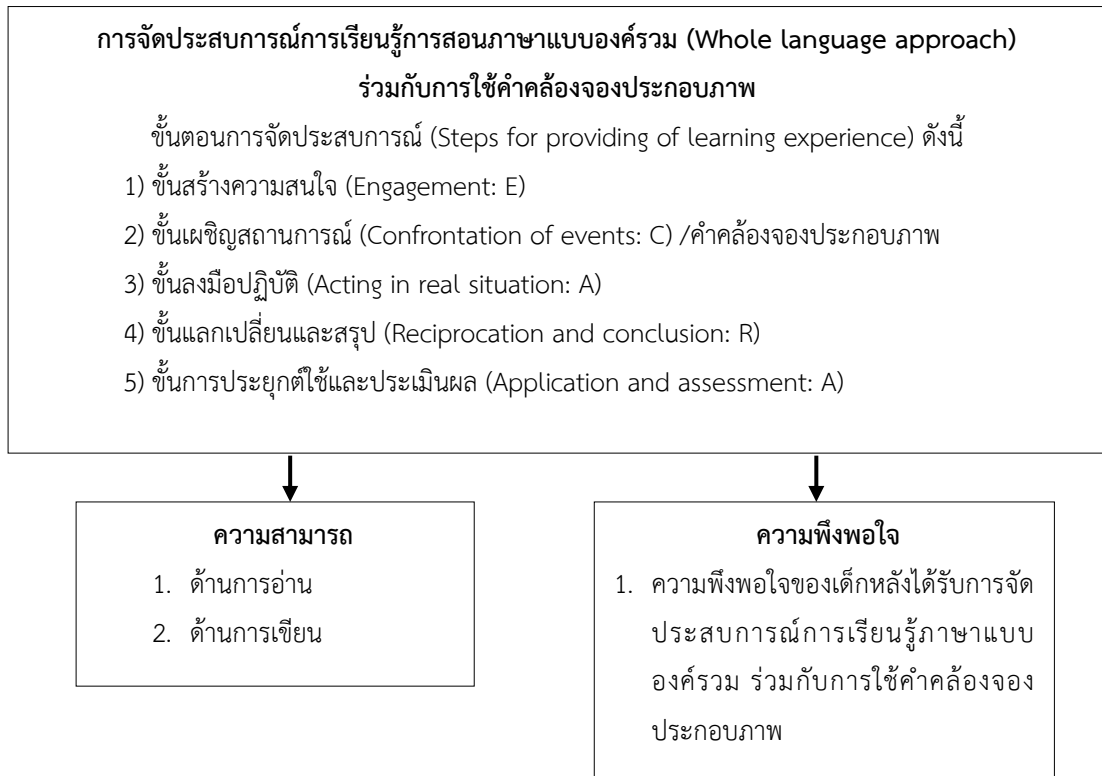 การจัดประสบการณ์การเรียนรู้การสอนภาษาแบบองค์รวม (Whole language approach)
ร่วมกับการใช้คำคล้องจองประกอบภาพ
ขั้นตอนการจัดประสบการณ์ (Steps for providing of learning experience) ดังนี้
1) ขั้นสร้างความสนใจ (Engagement: E)
2) ขั้นเผชิญสถานการณ์ (Confrontation of events: C) /คำคล้องจองประกอบภาพ
3) ขั้นลงมือปฏิบัติ (Acting in real situation: A)
4) ขั้นแลกเปลี่ยนและสรุป (Reciprocation and conclusion: R)
5) ขั้นการประยุกต์ใช้และประเมินผล (Application and assessment: A)
ความสามารถ
1. ด้านการอ่าน
2. ด้านการเขียน
ความพึงพอใจ
1. ความพึงพอใจของเด็กหลังได้รับการจัด
ประสบการณ์การเรียนรู้ภาษาแบบ
องค์รวม ร่วมกับการใช้คำคล้องจอง
ประกอบภาพ